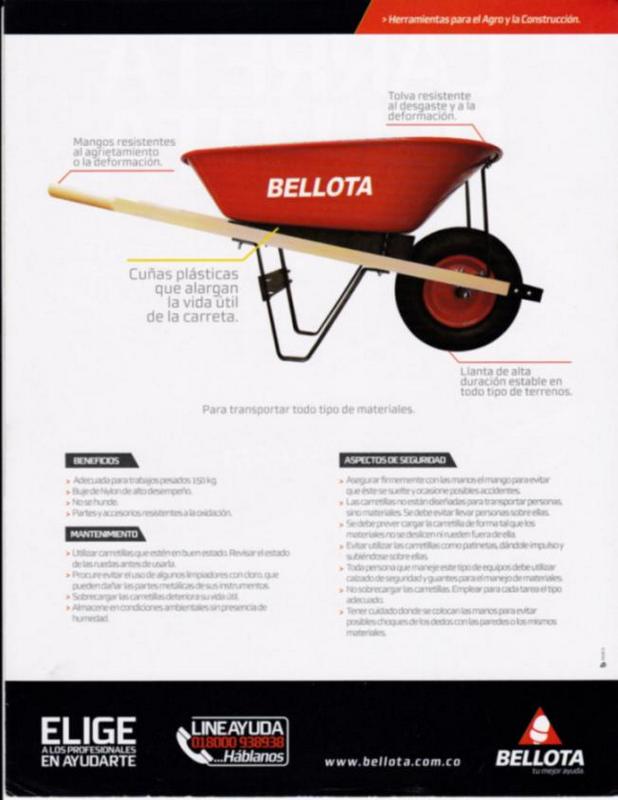 > Herramientas para el Agro y la Construcción.
Tolva resistente
al desgaste y a la
deformación.
Mangos resistentes
al agrietamiento
o la deformación.
BELLOTA
Cuñas plásticas
que alargan
la vida útil
de la carreta.
Llanta de alta
duración estable en
todo tipo de terrenos.
Para transportar todo tipo de materiales.
BENEFICIOS
> Adecuada para trabajos pesados 150 kg.
> Buje de Nylon de alto desempeño.
> No se hunde.
> Partes y accesorios resistentes a la oxidación.
MANTENIMIENTO
> Utilizar carretillas que estén en buen estado. Revisar el estado
de las ruedas antes de usarla.
> Procure evitar el uso de algunos limpiadores con cloro, que
pueden dañar las partes metálicas de sus instrumentos.
> Sobrecargar las carretillas deteriora su vida útil.
> Almacene en condiciones ambientales sin presencia de
humedad.
ASPECTOS DE SEGURIDAD
> Asegurar firmemente con las manos el mango para evitar
que éste se suelte y ocasione posibles accidentes.
> Las carretillas no están diseñadas para transportar personas,
sino materiales. Se debe evitar llevar personas sobre ellas.
> Se debe prever cargar la carretilla de forma tal que los
materiales no se deslicen ni rueden fuera de ella.
> Evitar utilizar las carretillas como patinetas, dándole impulso y
subiéndose sobre ellas.
> Toda persona que maneje este tipo de equipos debe utilizar
calzado de seguridad y guantes para el manejo de materiales.
> No sobrecargar las carretillas. Emplear para cada tarea el tipo
adecuado.
> Tener cuidado donde se colocan las manos para evitar
posibles choques de los dedos con las paredes o los mismos
materiales.
ELIGE
A LOS PROFESIONALES
EN AYUDARTE
LINEAYUDA
018000 938938
...Háblanos
www.bellota.com.co
BELLOTA
tu mejor ayuda